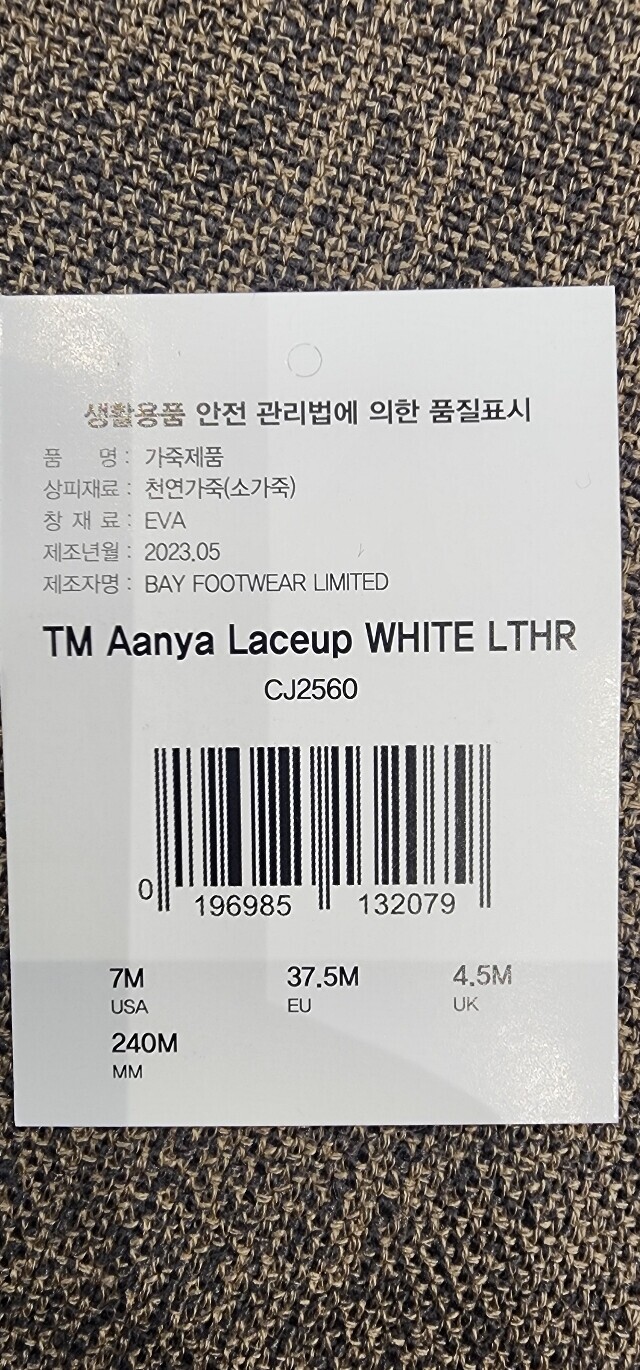 생활용품 안전 관리법에 의한 품질표시
품 명 : 가죽제품
상피재료 : 천연가죽(소가죽)
창 재 료 : EVA
제조년월 : 2023.05
제조자명 : BAY FOOTWEAR LIMITED
TM Aanya Laceup WHITE LTHR
CJ2560
0 196985 132079
7M 37.5M 4.5M
USA EU UK
240M
MM